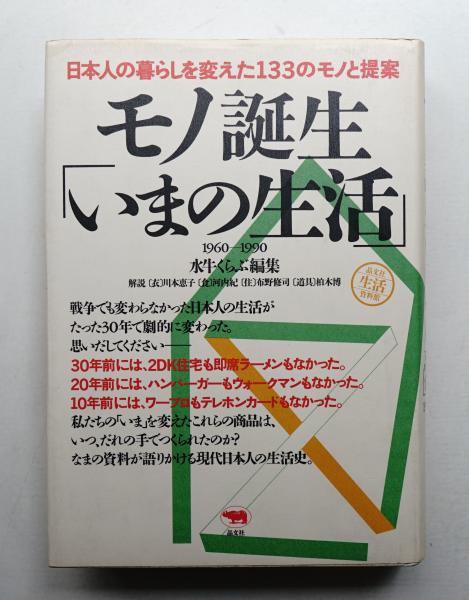 日本人の暮らしを変えた133のモノと提案
モノ誕生
「いまの生活」
1960—1990
水牛くらぶ編集
解説〔衣〕川本恵子〔食〕河内紀〔住〕布野修司〔道具〕柏木博
晶文社
生活
資料館
戦争でも変わらなかった日本人の生活が
たった30年で劇的に変わった。
思いだしてください——
30年前には、2DK住宅も即席ラーメンもなかった。
20年前には、ハンバーガーもウォークマンもなかった。
10年前には、ワープロもテレホンカードもなかった。
私たちの「いま」を変えたこれらの商品は、
いつ、だれの手でつくられたのか?
なまの資料が語りかける現代日本人の生活史。
晶文社